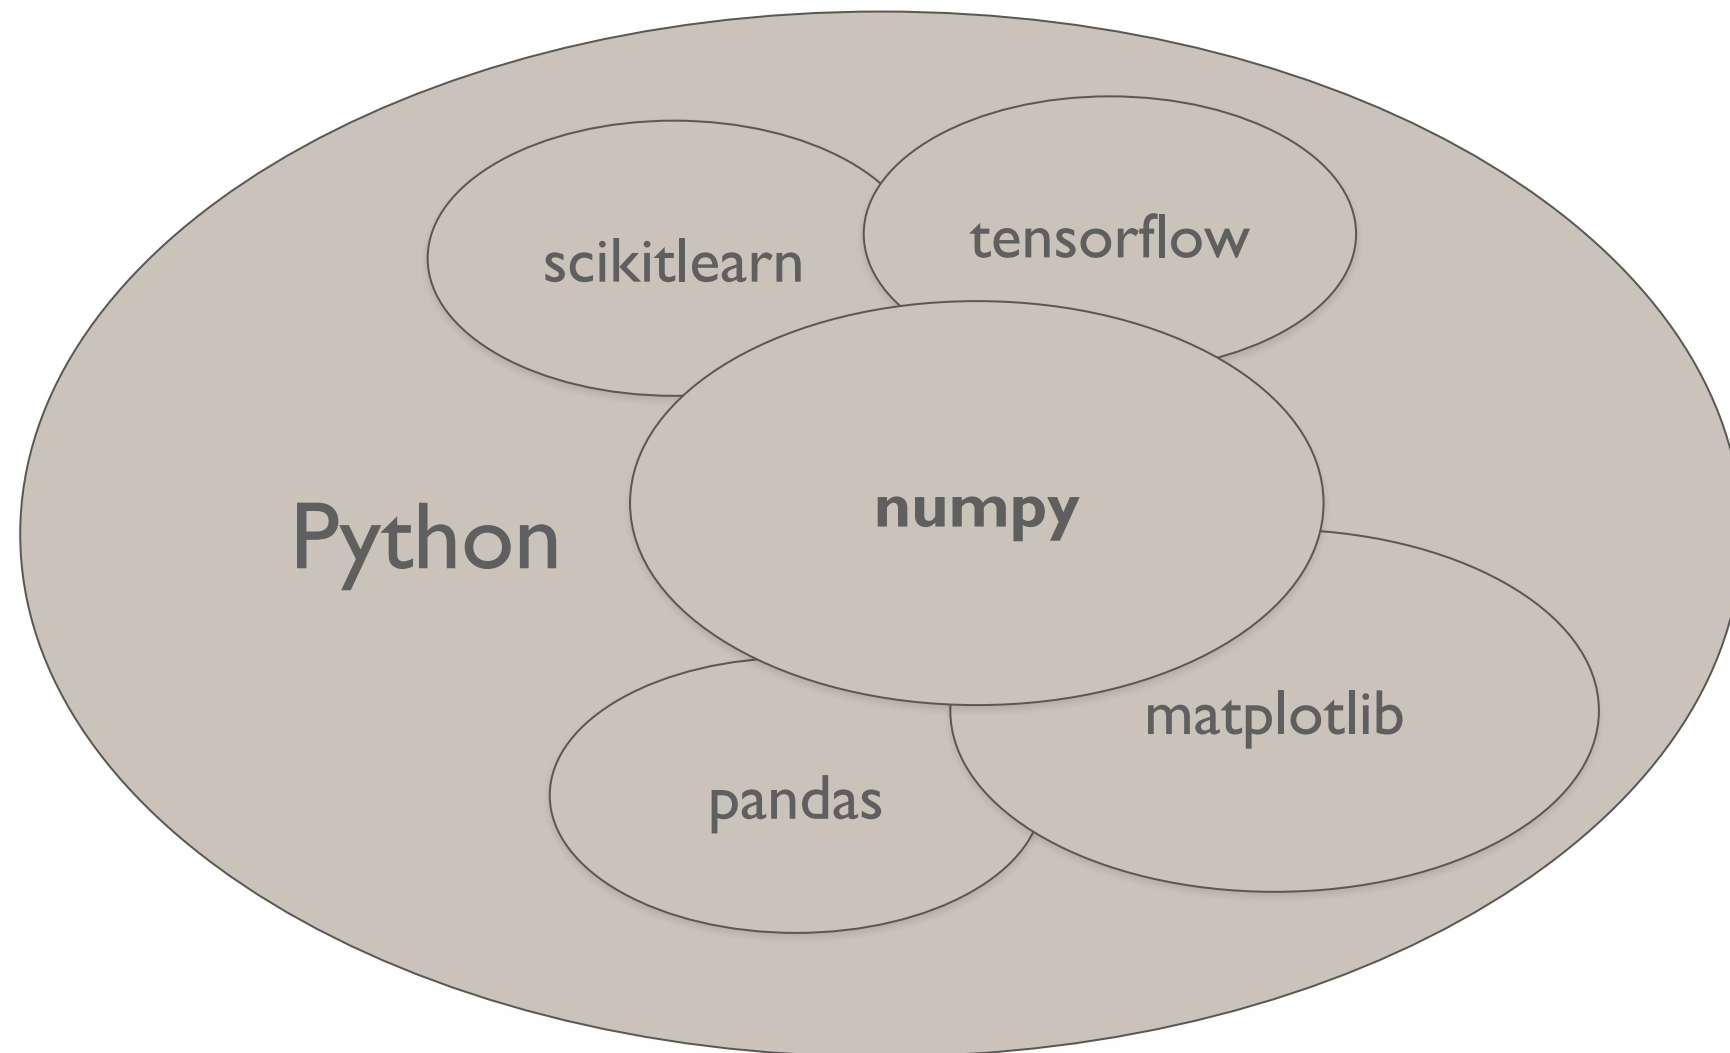 tensorflow
scikitlearn
numpy
Python
matplotlib
pandas